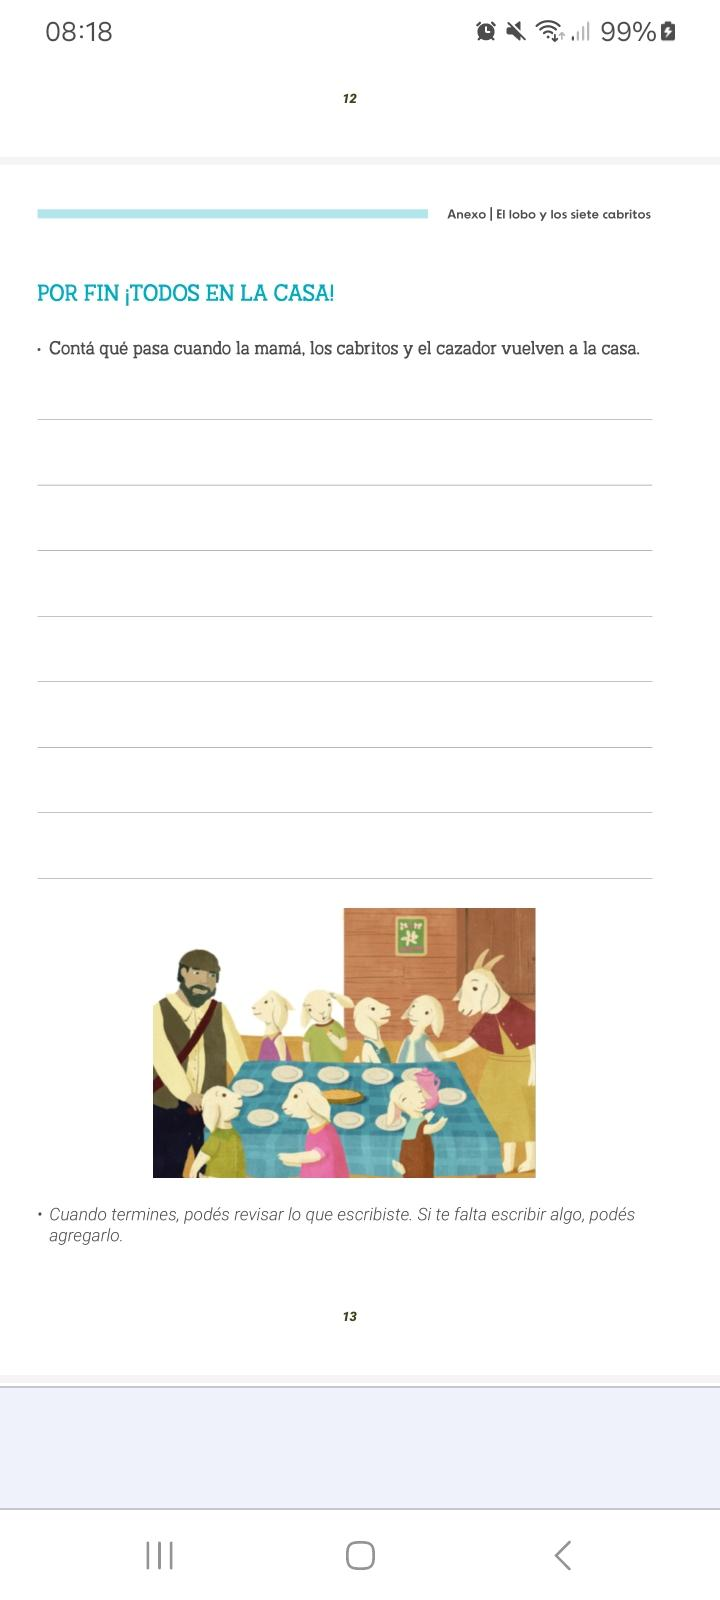 08:18
99%
12
Anexo | El lobo y los siete cabritos
POR FIN ¡TODOS EN LA CASA!
• Contá qué pasa cuando la mamá, los cabritos y el cazador vuelven a la casa.
• Cuando termines, podés revisar lo que escribiste. Si te falta escribir algo, podés
agregarlo.
13